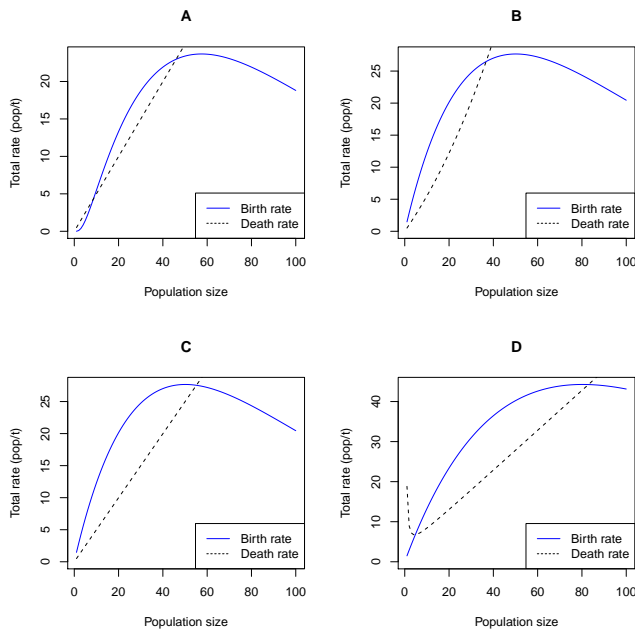 A
Total rate (pop/t)
20
15
10
5
0
Birth rate
Death rate
0 20 40 60 80 100
Population size
B
Total rate (pop/t)
25
20
15
10
5
0
Birth rate
Death rate
0 20 40 60 80 100
Population size
C
Total rate (pop/t)
25
20
15
10
5
0
Birth rate
Death rate
0 20 40 60 80 100
Population size
D
Total rate (pop/t)
40
30
20
10
0
Birth rate
Death rate
0 20 40 60 80 100
Population size